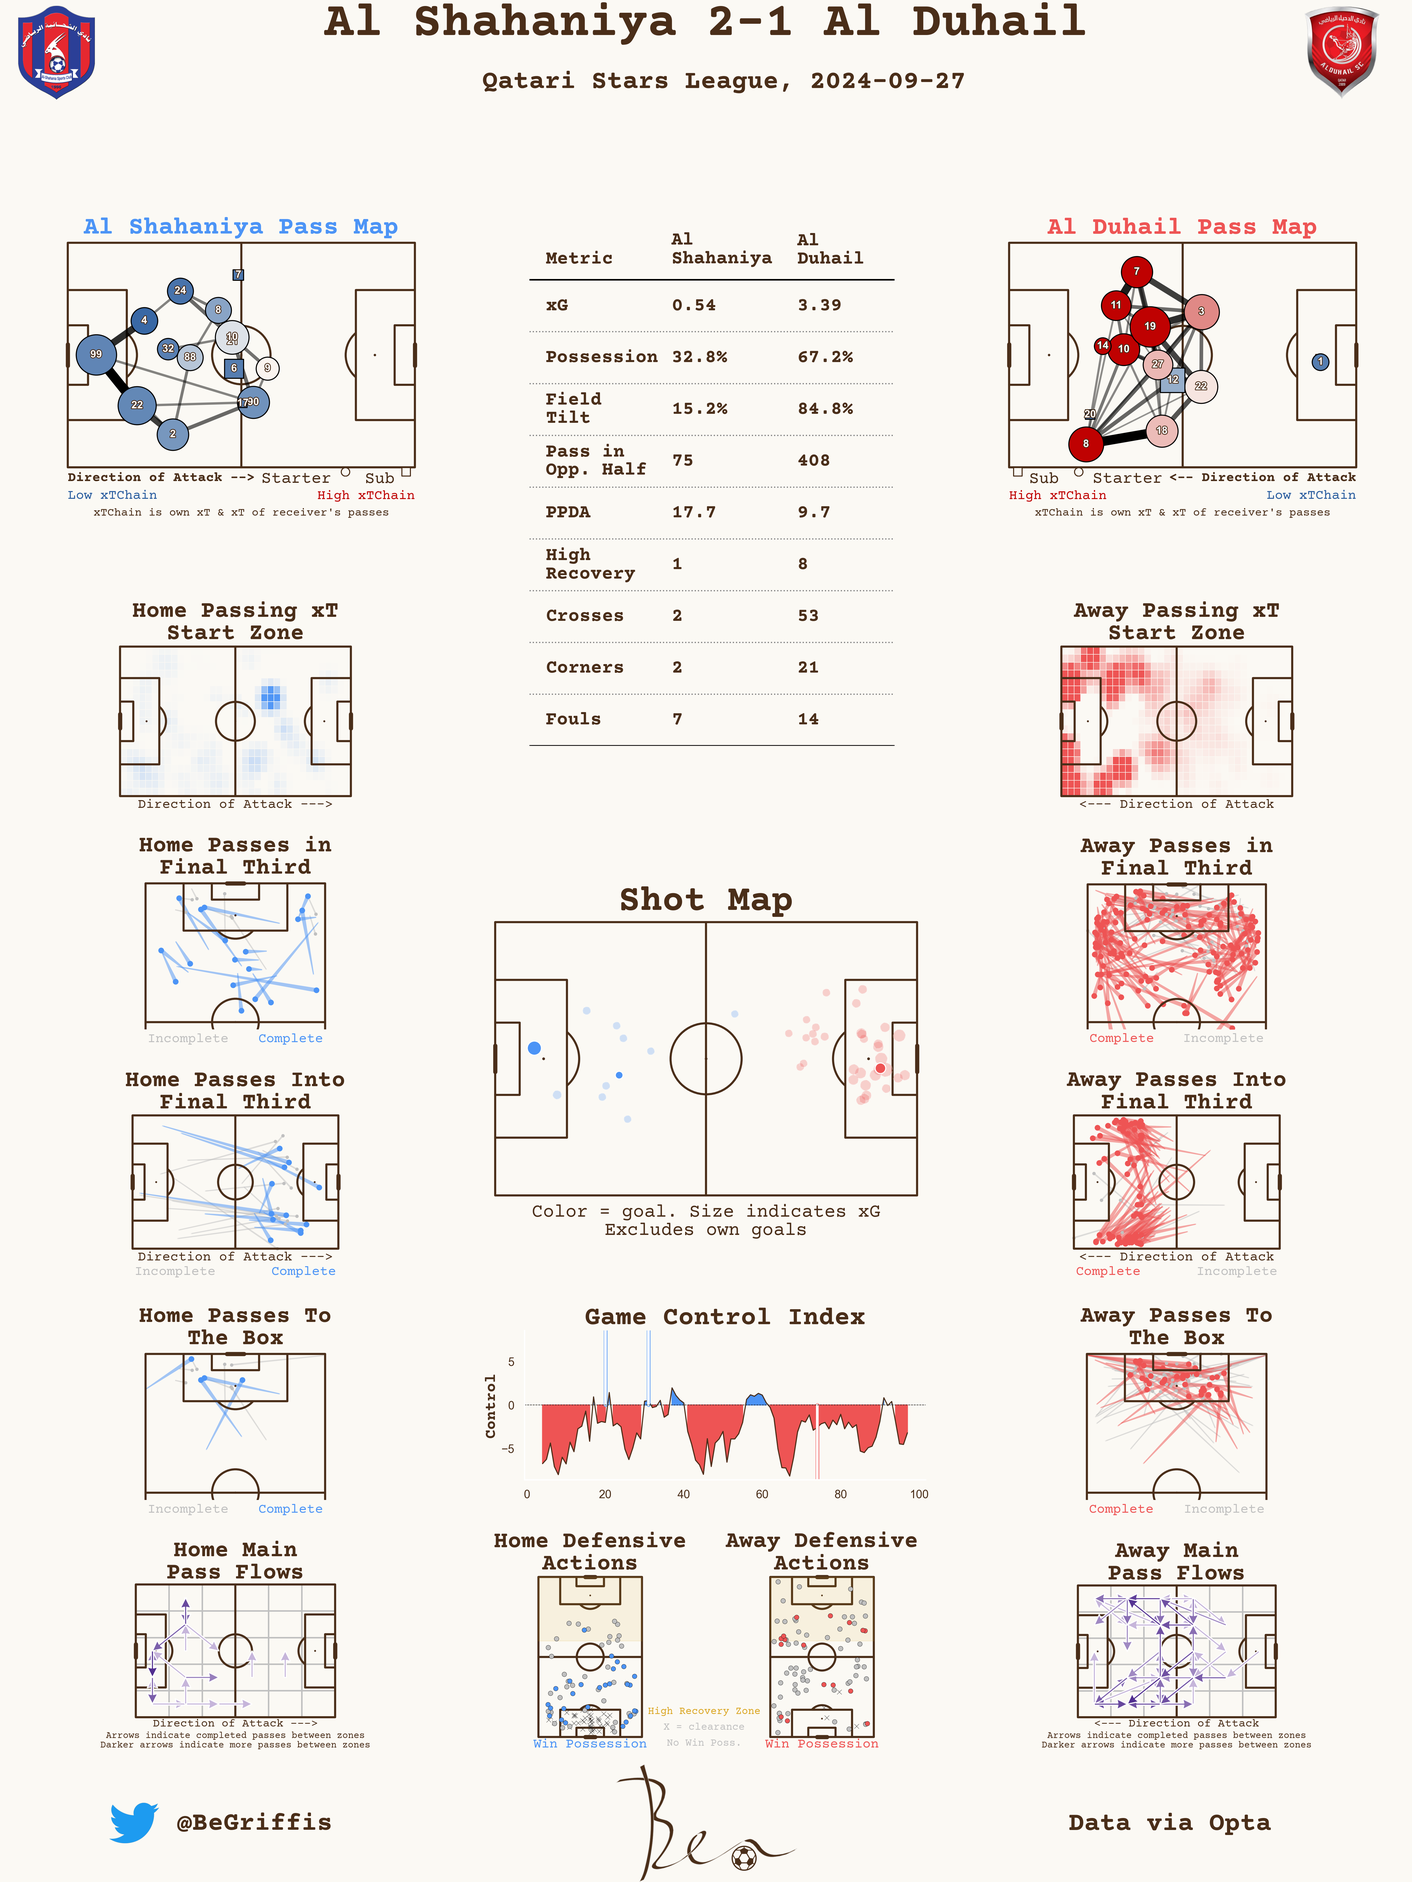 Al Shahaniya 2-1 Al Duhail
Qatari Stars League, 2024-09-27
Al Shahaniya Pass Map
7
24
8
4
10
32
88
99
6
9
22
17
90
2
Direction of Attack --> Starter Sub
Low xTChain High xTChain
xTChain is own xT & xT of receiver's passes
Metric Al Shahaniya Al Duhail
xG 0.54 3.39
Possession 32.8% 67.2%
Field Tilt 15.2% 84.8%
Pass in Opp. Half 75 408
PPDA 17.7 9.7
High Recovery 1 8
Crosses 2 53
Corners 2 21
Fouls 7 14
Al Duhail Pass Map
7
11
3
19
14
10
27
1
12
22
20
18
8
Sub Starter <-- Direction of Attack
High xTChain Low xTChain
xTChain is own xT & xT of receiver's passes
Home Passing xT
Start Zone
Direction of Attack --->
Away Passing xT
Start Zone
<--- Direction of Attack
Home Passes in
Final Third
Incomplete Complete
Away Passes in
Final Third
Complete Incomplete
Shot Map
Color = goal. Size indicates xG
Excludes own goals
Home Passes Into
Final Third
Direction of Attack --->
Incomplete Complete
Away Passes Into
Final Third
<--- Direction of Attack
Complete Incomplete
Home Passes To
The Box
Incomplete Complete
Game Control Index
Control
5
0
−5
0 20 40 60 80 100
Away Passes To
The Box
Complete Incomplete
Home Main
Pass Flows
Direction of Attack --->
Arrows indicate completed passes between zones
Darker arrows indicate more passes between zones
Home Defensive
Actions
Win Possession
High Recovery Zone
X = clearance
No Win Poss.
Away Defensive
Actions
Win Possession
Away Main
Pass Flows
<--- Direction of Attack
Arrows indicate completed passes between zones
Darker arrows indicate more passes between zones
@BeGriffis
Ben
Data via Opta
ALDUHAIL SC